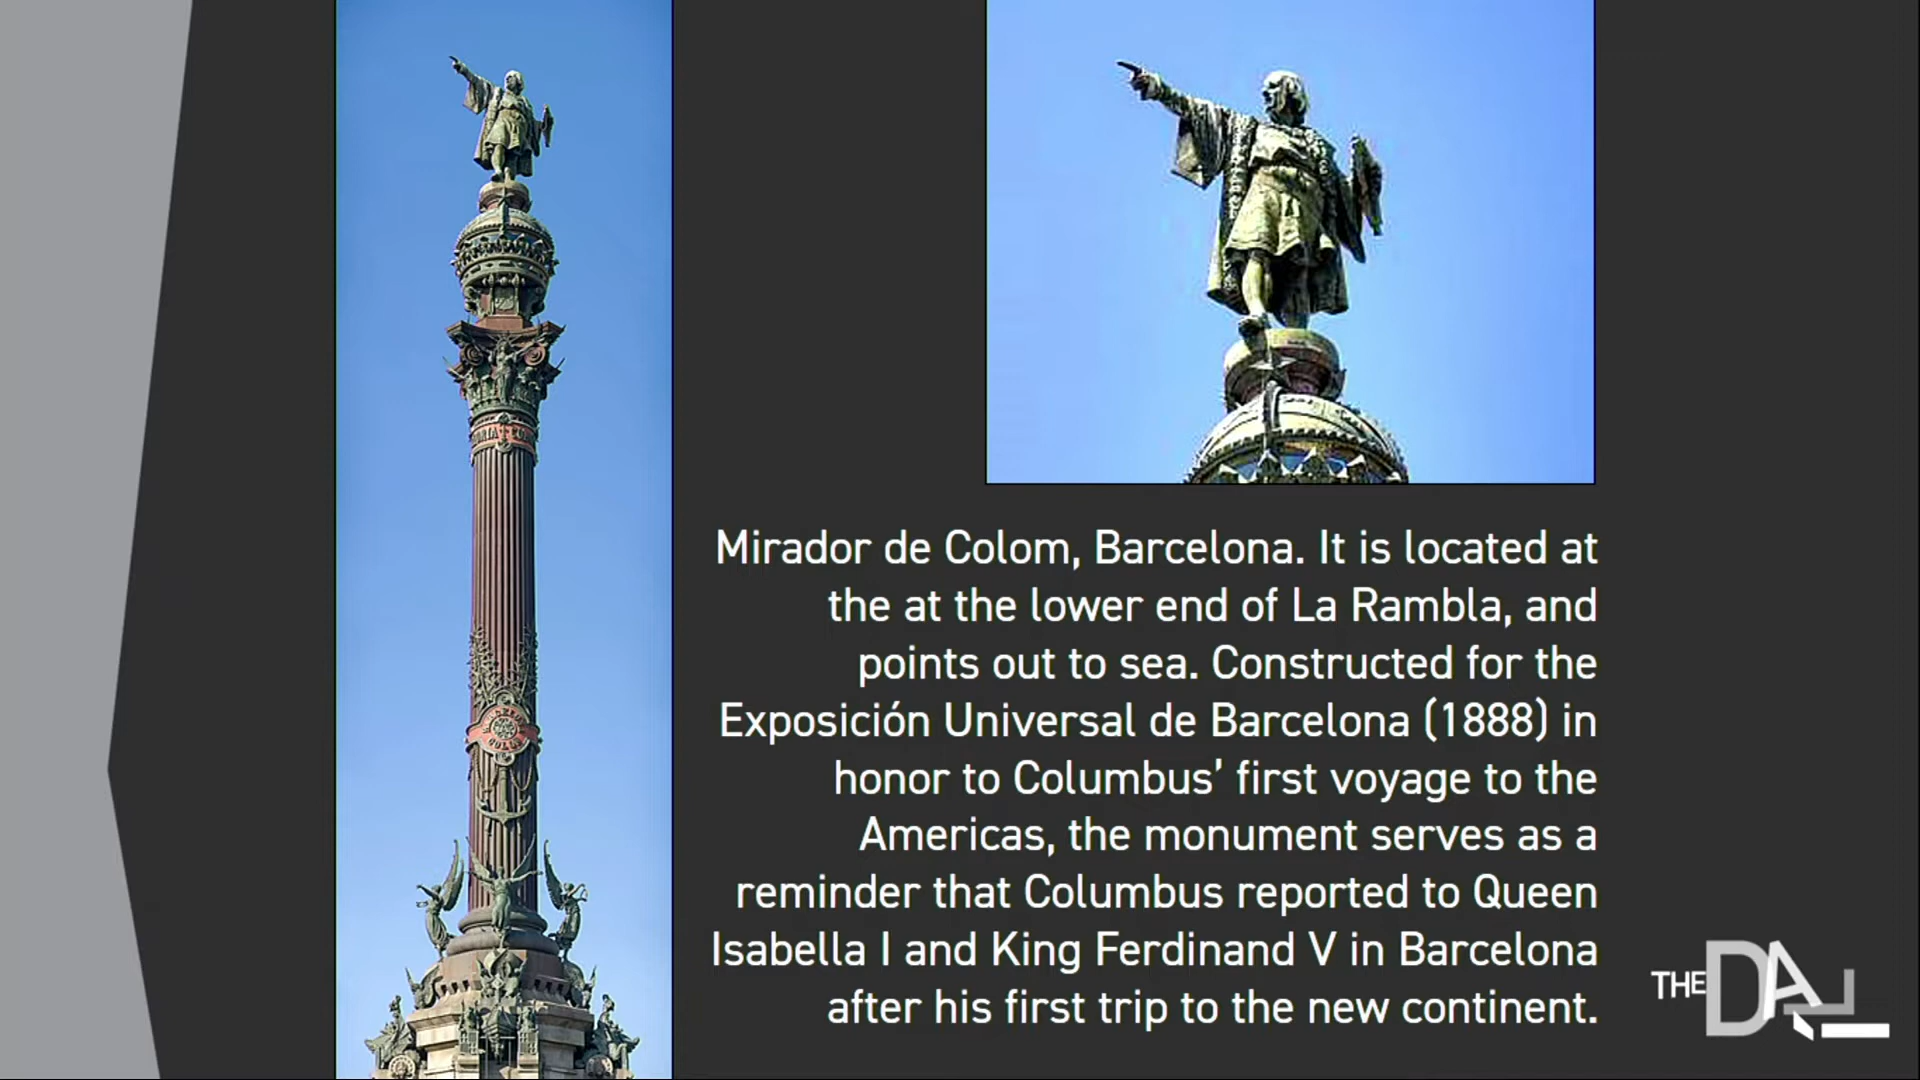 Mirador de Colom, Barcelona. It is located at
the at the lower end of La Rambla, and
points out to sea. Constructed for the
Exposición Universal de Barcelona (1888) in
honor to Columbus’ first voyage to the
Americas, the monument serves as a
reminder that Columbus reported to Queen
Isabella I and King Ferdinand V in Barcelona
after his first trip to the new continent.
THE DALI